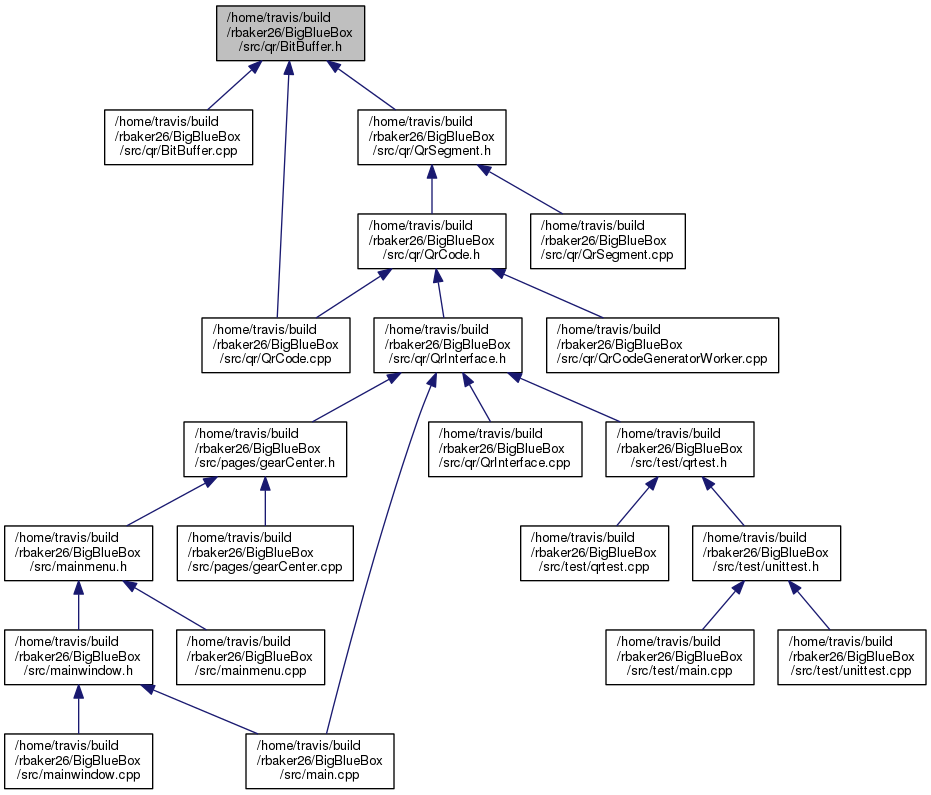 /home/travis/build
/rbaker26/BigBlueBox
/src/qr/BitBuffer.h
/home/travis/build
/rbaker26/BigBlueBox
/src/qr/BitBuffer.cpp
/home/travis/build
/rbaker26/BigBlueBox
/src/qr/QrSegment.h
/home/travis/build
/rbaker26/BigBlueBox
/src/qr/QrCode.h
/home/travis/build
/rbaker26/BigBlueBox
/src/qr/QrSegment.cpp
/home/travis/build
/rbaker26/BigBlueBox
/src/qr/QrCode.cpp
/home/travis/build
/rbaker26/BigBlueBox
/src/qr/QrInterface.h
/home/travis/build
/rbaker26/BigBlueBox
/src/qr/QrCodeGeneratorWorker.cpp
/home/travis/build
/rbaker26/BigBlueBox
/src/pages/gearCenter.h
/home/travis/build
/rbaker26/BigBlueBox
/src/qr/QrInterface.cpp
/home/travis/build
/rbaker26/BigBlueBox
/src/test/qrtest.h
/home/travis/build
/rbaker26/BigBlueBox
/src/mainmenu.h
/home/travis/build
/rbaker26/BigBlueBox
/src/pages/gearCenter.cpp
/home/travis/build
/rbaker26/BigBlueBox
/src/test/qrtest.cpp
/home/travis/build
/rbaker26/BigBlueBox
/src/test/unittest.h
/home/travis/build
/rbaker26/BigBlueBox
/src/mainwindow.h
/home/travis/build
/rbaker26/BigBlueBox
/src/mainmenu.cpp
/home/travis/build
/rbaker26/BigBlueBox
/src/test/main.cpp
/home/travis/build
/rbaker26/BigBlueBox
/src/test/unittest.cpp
/home/travis/build
/rbaker26/BigBlueBox
/src/mainwindow.cpp
/home/travis/build
/rbaker26/BigBlueBox
/src/main.cpp